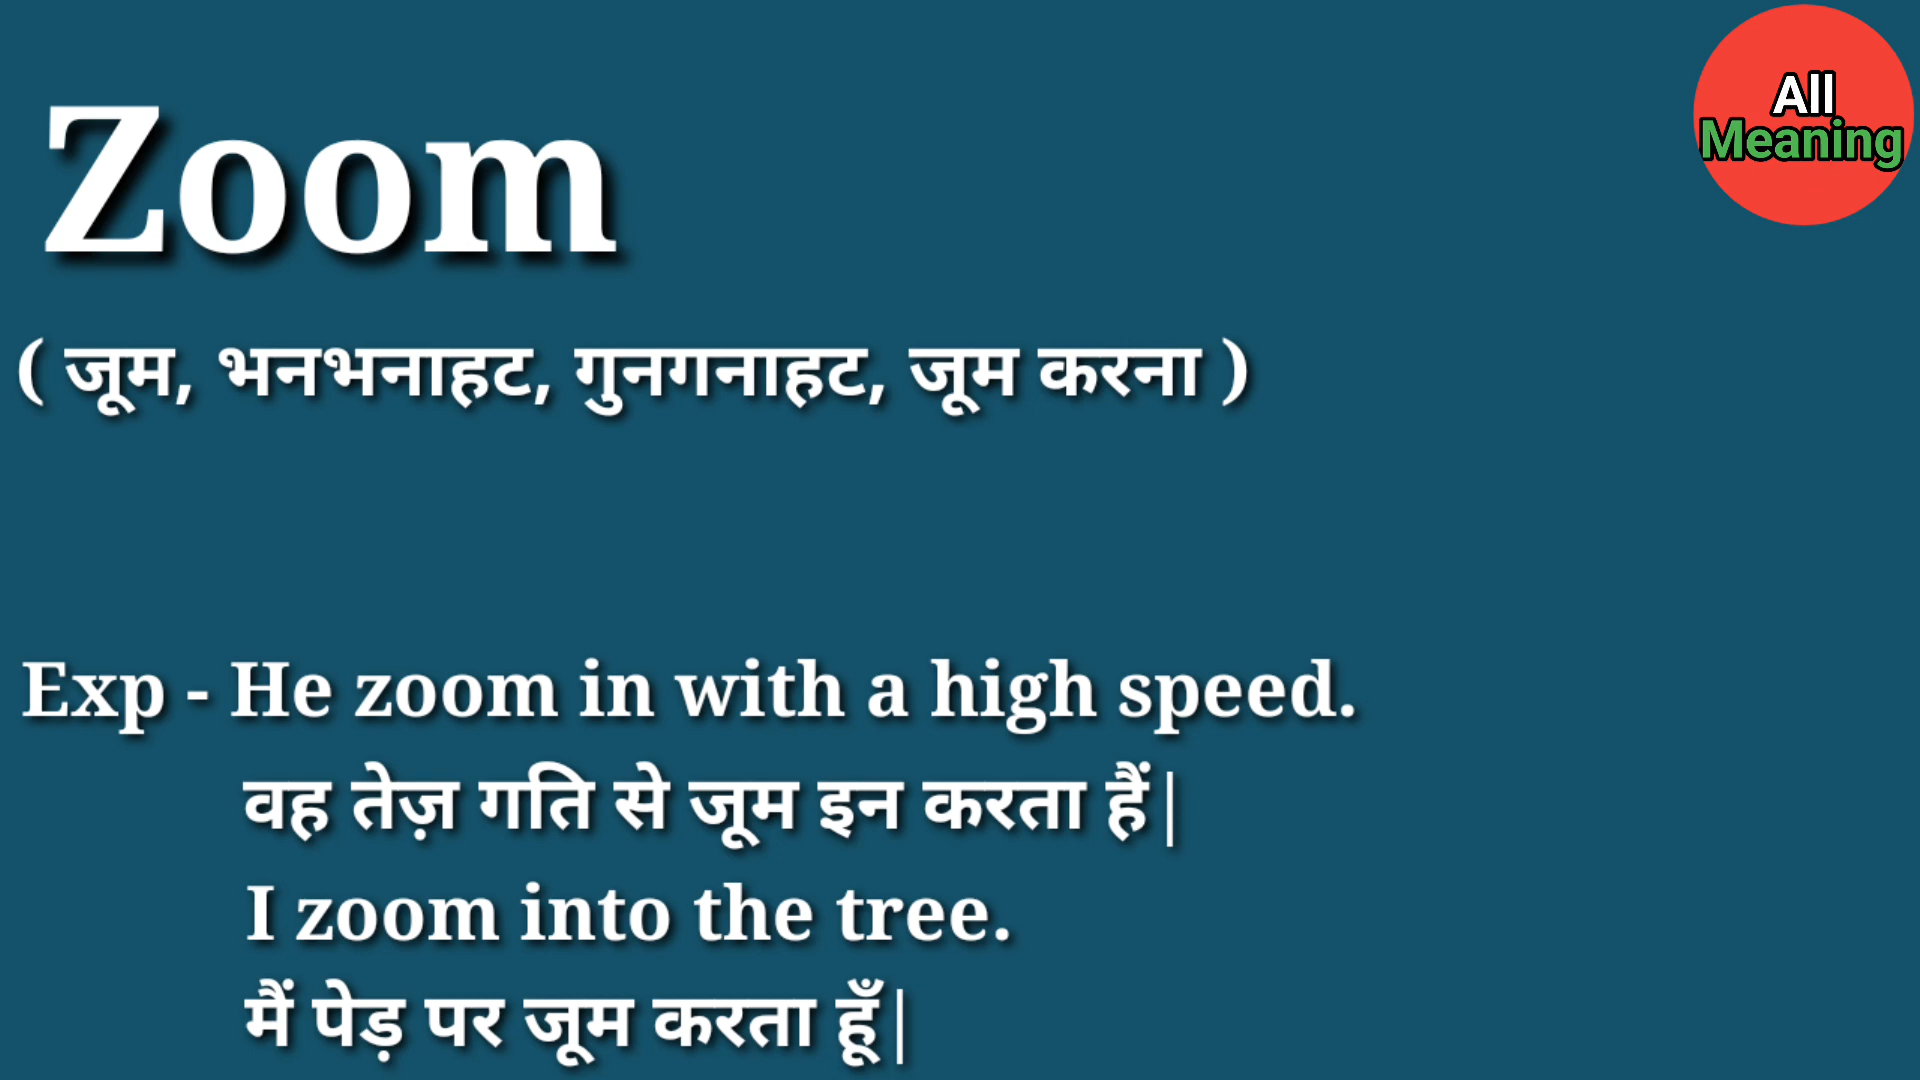 All
Meaning
Zoom
( जूम, भनभनाहट, गुनगनाहट, जूम करना )
Exp - He zoom in with a high speed.
वह तेज़ गति से जूम इन करता हैं|
I zoom into the tree.
मैं पेड़ पर जूम करता हूँ|